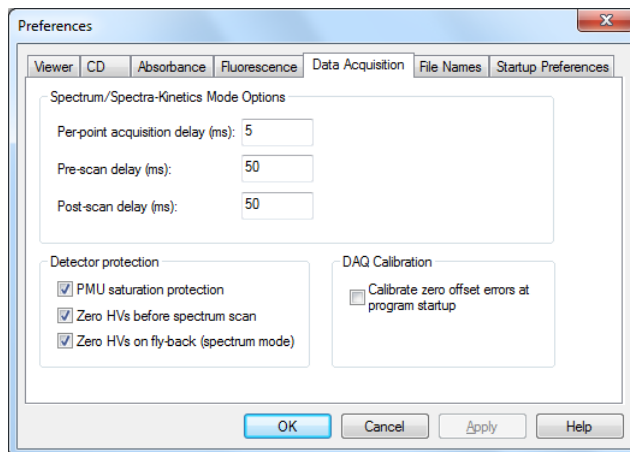 Preferences
Viewer CD Absorbance Fluorescence Data Acquisition File Names Startup Preferences
Spectrum/Spectra-Kinetics Mode Options
Per-point acquisition delay (ms): 5
Pre-scan delay (ms): 50
Post-scan delay (ms): 50
Detector protection
PMU saturation protection
Zero HVs before spectrum scan
Zero HVs on fly-back (spectrum mode)
DAQ Calibration
Calibrate zero offset errors at
program startup
OK Cancel Apply Help